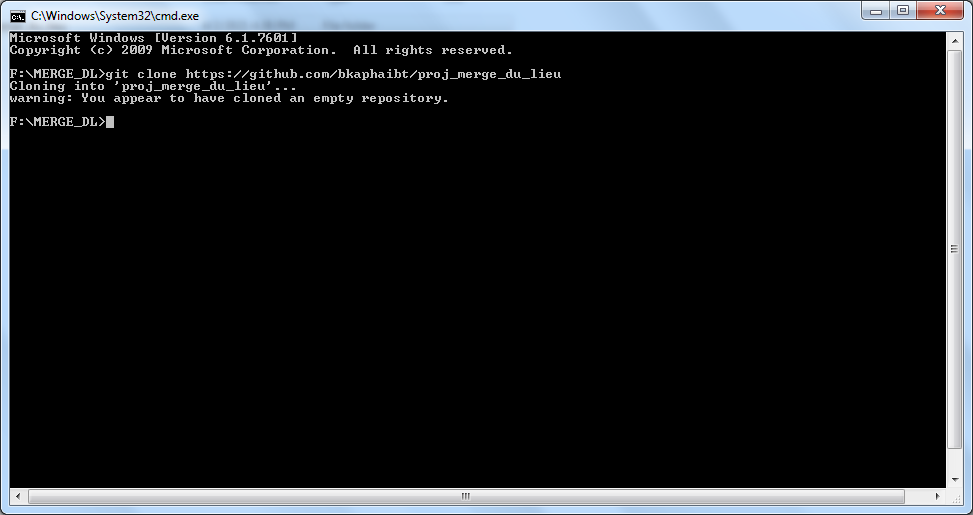 C:\Windows\System32\cmd.exe
Microsoft Windows [Version 6.1.7601]
Copyright (c) 2009 Microsoft Corporation.  All rights reserved.
F:\MERGE_DL>git clone https://github.com/bkaphaibt/proj_merge_du_lieu
Cloning into 'proj_merge_du_lieu'...
warning: You appear to have cloned an empty repository.
F:\MERGE_DL>